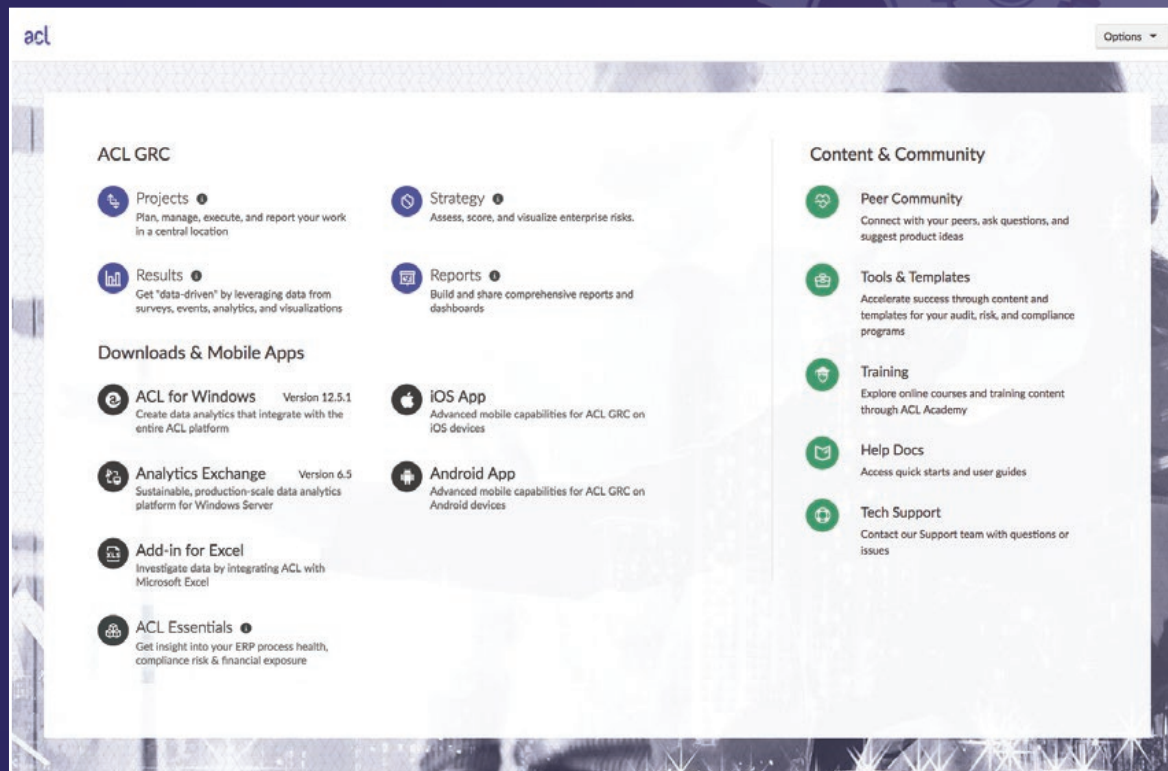 acl
Options
ACL GRC
Projects
Plan, manage, execute, and report your work
in a central location
Strategy
Assess, score, and visualize enterprise risks.
Results
Get "data-driven" by leveraging data from
surveys, events, analytics, and visualizations
Reports
Build and share comprehensive reports and
dashboards
Downloads & Mobile Apps
ACL for Windows Version 12.5.1
Create data analytics that integrate with the
entire ACL platform
iOS App
Advanced mobile capabilities for ACL GRC on
iOS devices
Analytics Exchange Version 6.5
Sustainable, production-scale data analytics
platform for Windows Server
Android App
Advanced mobile capabilities for ACL GRC on
Android devices
XLS
Add-in for Excel
Investigate data by integrating ACL with
Microsoft Excel
ACL Essentials
Get insight into your ERP process health,
compliance risk & financial exposure
Content & Community
Peer Community
Connect with your peers, ask questions, and
suggest product ideas
Tools & Templates
Accelerate success through content and
templates for your audit, risk, and compliance
programs
Training
Explore online courses and training content
through ACL Academy
Help Docs
Access quick starts and user guides
Tech Support
Contact our Support team with questions or
issues